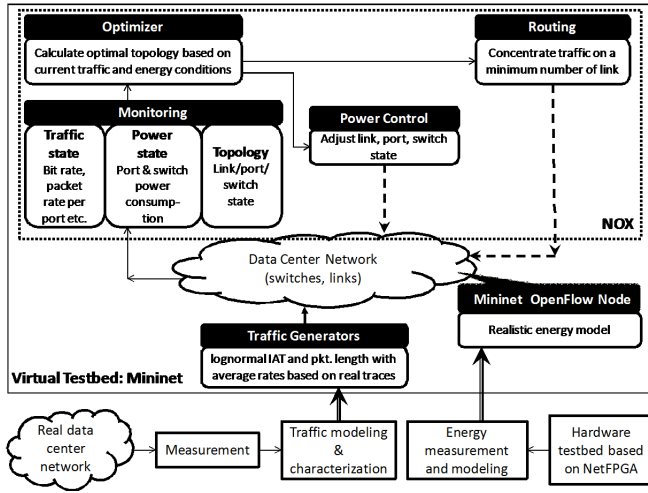 Optimizer
Calculate optimal topology based on
current traffic and energy conditions
Routing
Concentrate traffic on a
minimum number of link
Monitoring
Traffic
state
Bit rate,
packet
rate per
port etc.
Power
state
Port & switch
power
consump-
tion
Topology
Link/port/
switch
state
Power Control
Adjust link, port, switch
state
NOX
Data Center Network
(switches, links)
Mininet OpenFlow Node
Realistic energy model
Traffic Generators
lognormal IAT and pkt. length with
average rates based on real traces
Virtual Testbed: Mininet
Real data
center
network
Measurement
Traffic modeling
&
characterization
Energy
measurement
and modeling
Hardware
testbed based
on NetFPGA